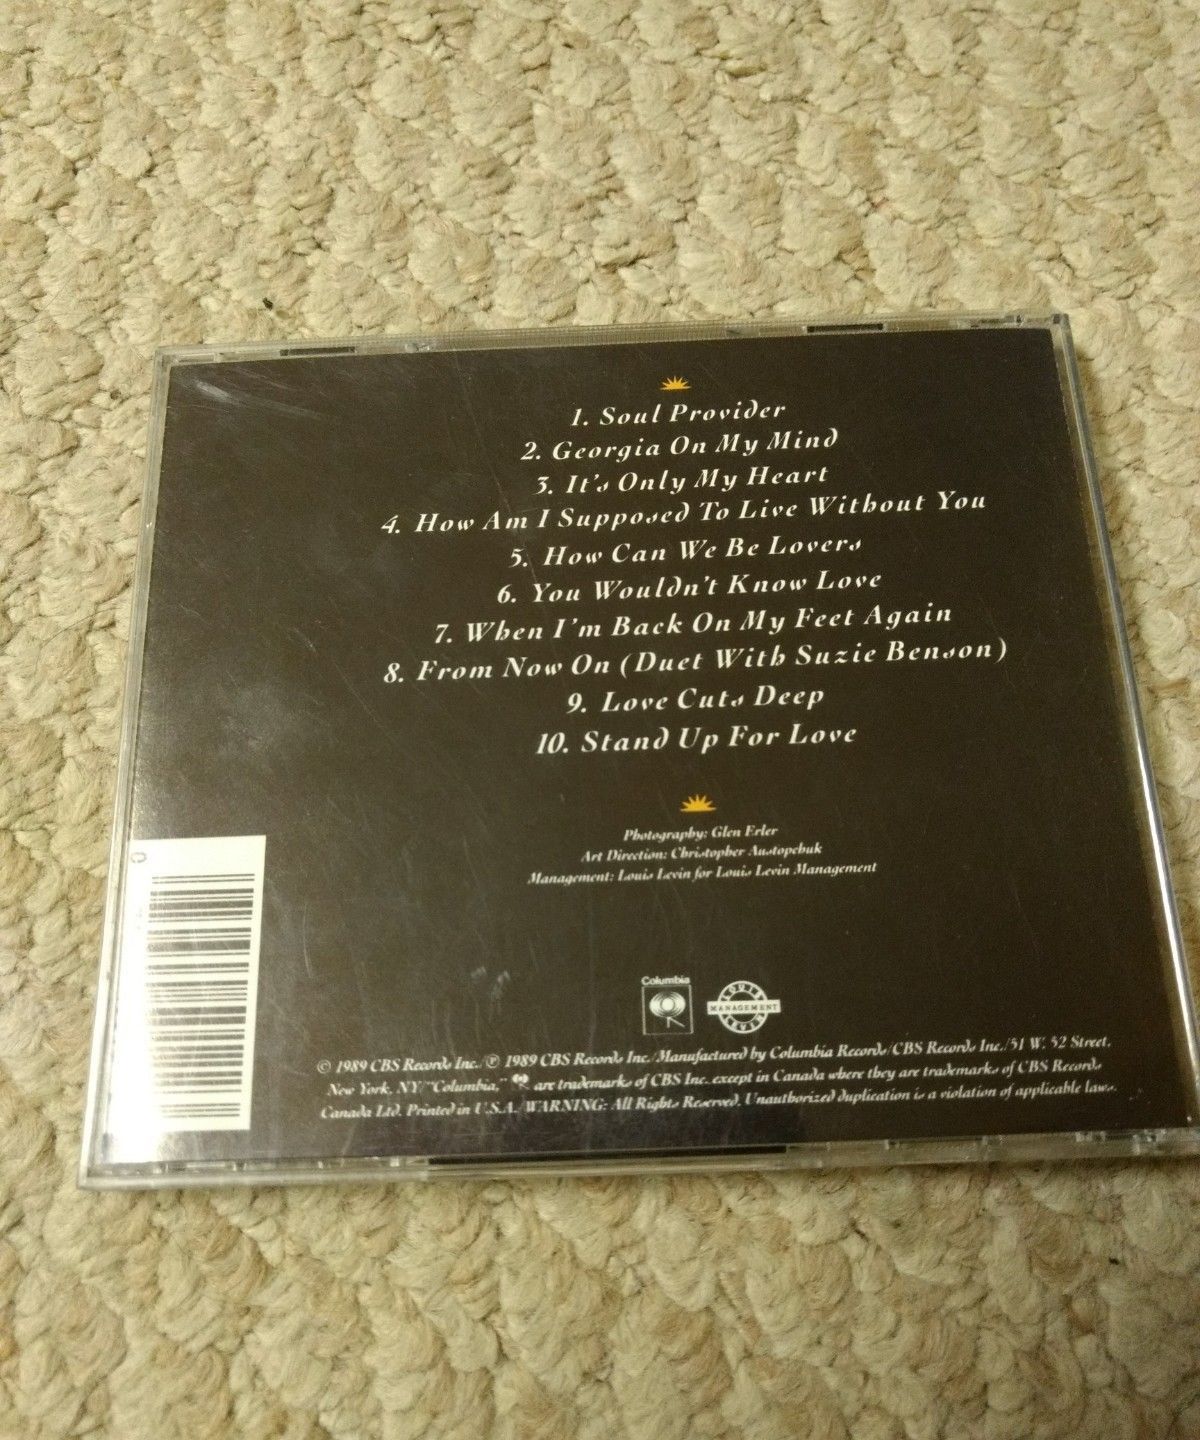 1. Soul Provider
2. Georgia On My Mind
3. It's Only My Heart
4. How Am I Supposed To Live Without You
5. How Can We Be Lovers
6. You Wouldn't Know Love
7. When I'm Back On My Feet Again
8. From Now On (Duet With Suzie Benson)
9. Love Cuts Deep
10. Stand Up For Love
Photography: Glen Erler
Art Direction: Christopher Austopchuk
Management: Louis Levin for Louis Levin Management
Columbia
LOUIS
MANAGEMENT
LEVIN
© 1989 CBS Records Inc./℗ 1989 CBS Records Inc./Manufactured by Columbia Records/CBS Records Inc./51 W. 52 Street,
New York, NY/"Columbia," are trademarks of CBS Inc. except in Canada where they are trademarks of CBS Records
Canada Ltd. Printed in U.S.A. WARNING: All Rights Reserved. Unauthorized duplication is a violation of applicable laws.